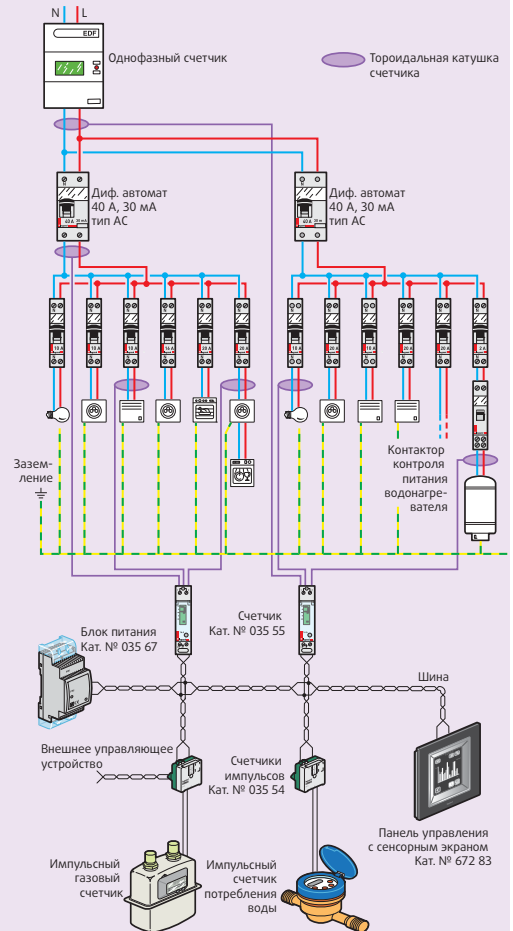 N L
EDF
Однофазный счетчик
Тороидальная катушка
счетчика
Диф. автомат
40 А, 30 мА
тип АС
Диф. автомат
40 А, 30 мА
тип АС
Контактор
контроля
питания
водонагре-
вателя
Зазем-
ление
Счетчик
Кат. № 035 55
Блок питания
Кат. № 035 67
Шина
Внешнее управляющее
устройство
Счетчики
импульсов
Кат. № 035 54
Панель управления
с сенсорным экраном
Кат. № 672 83
Импульсный
газовый
счетчик
Импульсный
счетчик
потребления
воды